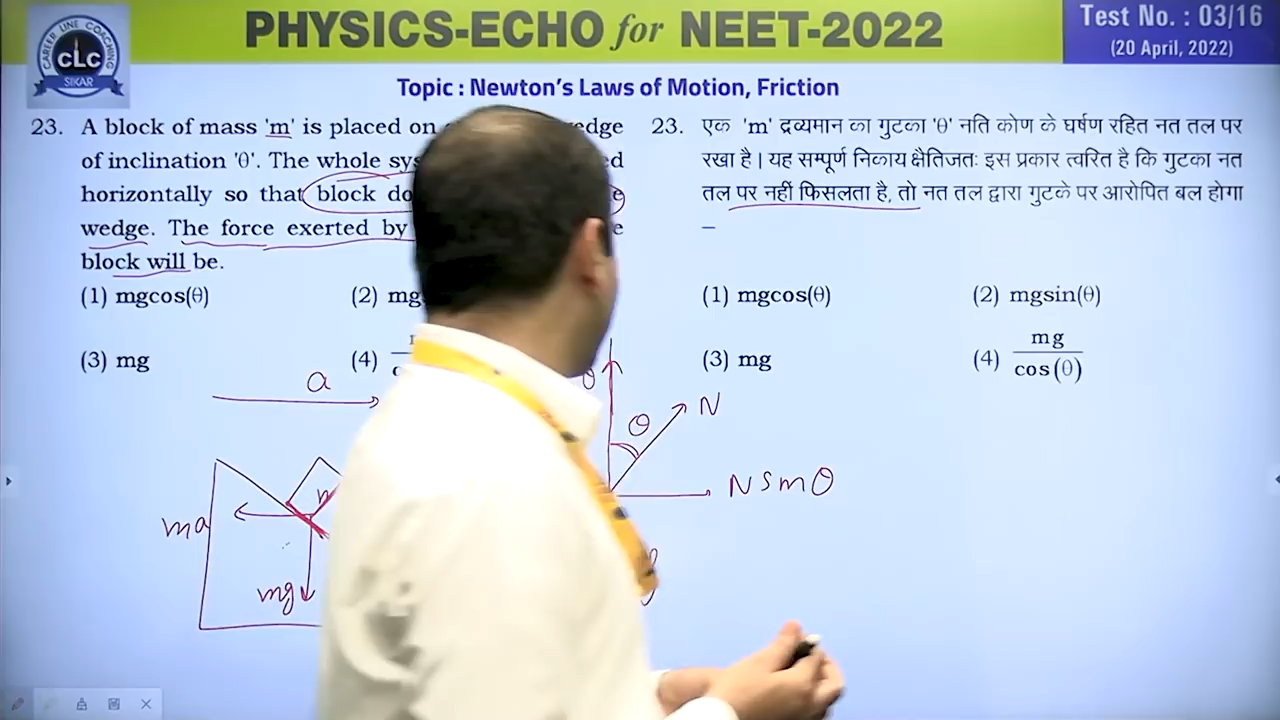 CAREER LINE COACHING
CLC
SIKAR
PHYSICS-ECHO for NEET-2022
Test No. : 03/16
(20 April, 2022)
Topic : Newton's Laws of Motion, Friction
23. A block of mass 'm' is placed on
of inclination 'θ'. The whole
horizontally so that block
wedge. The force exerted by
block will be.
(1) mgcos(θ)
(3) mg (4)
23. एक 'm' द्रव्यमान का गुटका 'θ' नति कोण के घर्षण रहित नत तल पर
रखा है। यह सम्पूर्ण निकाय क्षैतिजतः इस प्रकार त्वरित है कि गुटका नत
तल पर नहीं फिसलता है, तो नत तल द्वारा गुटके पर आरोपित बल होगा
–
(1) mgcos(θ) (2) mgsin(θ)
(3) mg (4) mg
cos(θ)
a
ma
mg
θ
N
N sinθ